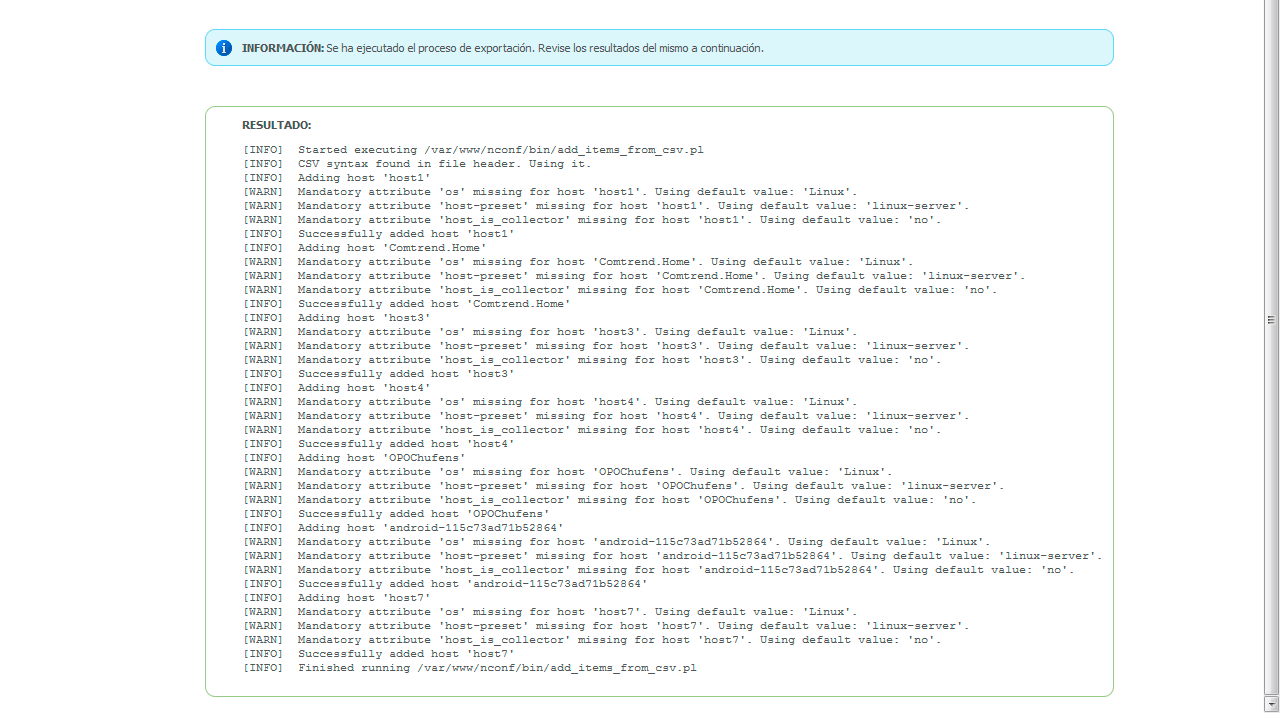 INFORMACIÓN: Se ha ejecutado el proceso de exportación. Revise los resultados del mismo a continuación.
RESULTADO:
[INFO]  Started executing /var/www/nconf/bin/add_items_from_csv.pl
[INFO]  CSV syntax found in file header. Using it.
[INFO]  Adding host 'host1'
[WARN]  Mandatory attribute 'os' missing for host 'host1'. Using default value: 'Linux'.
[WARN]  Mandatory attribute 'host-preset' missing for host 'host1'. Using default value: 'linux-server'.
[WARN]  Mandatory attribute 'host_is_collector' missing for host 'host1'. Using default value: 'no'.
[INFO]  Successfully added host 'host1'
[INFO]  Adding host 'Comtrend.Home'
[WARN]  Mandatory attribute 'os' missing for host 'Comtrend.Home'. Using default value: 'Linux'.
[WARN]  Mandatory attribute 'host-preset' missing for host 'Comtrend.Home'. Using default value: 'linux-server'.
[WARN]  Mandatory attribute 'host_is_collector' missing for host 'Comtrend.Home'. Using default value: 'no'.
[INFO]  Successfully added host 'Comtrend.Home'
[INFO]  Adding host 'host3'
[WARN]  Mandatory attribute 'os' missing for host 'host3'. Using default value: 'Linux'.
[WARN]  Mandatory attribute 'host-preset' missing for host 'host3'. Using default value: 'linux-server'.
[WARN]  Mandatory attribute 'host_is_collector' missing for host 'host3'. Using default value: 'no'.
[INFO]  Successfully added host 'host3'
[INFO]  Adding host 'host4'
[WARN]  Mandatory attribute 'os' missing for host 'host4'. Using default value: 'Linux'.
[WARN]  Mandatory attribute 'host-preset' missing for host 'host4'. Using default value: 'linux-server'.
[WARN]  Mandatory attribute 'host_is_collector' missing for host 'host4'. Using default value: 'no'.
[INFO]  Successfully added host 'host4'
[INFO]  Adding host 'OPOChufens'
[WARN]  Mandatory attribute 'os' missing for host 'OPOChufens'. Using default value: 'Linux'.
[WARN]  Mandatory attribute 'host-preset' missing for host 'OPOChufens'. Using default value: 'linux-server'.
[WARN]  Mandatory attribute 'host_is_collector' missing for host 'OPOChufens'. Using default value: 'no'.
[INFO]  Successfully added host 'OPOChufens'
[INFO]  Adding host 'android-115c73ad71b52864'
[WARN]  Mandatory attribute 'os' missing for host 'android-115c73ad71b52864'. Using default value: 'Linux'.
[WARN]  Mandatory attribute 'host-preset' missing for host 'android-115c73ad71b52864'. Using default value: 'linux-server'.
[WARN]  Mandatory attribute 'host_is_collector' missing for host 'android-115c73ad71b52864'. Using default value: 'no'.
[INFO]  Successfully added host 'android-115c73ad71b52864'
[INFO]  Adding host 'host7'
[WARN]  Mandatory attribute 'os' missing for host 'host7'. Using default value: 'Linux'.
[WARN]  Mandatory attribute 'host-preset' missing for host 'host7'. Using default value: 'linux-server'.
[WARN]  Mandatory attribute 'host_is_collector' missing for host 'host7'. Using default value: 'no'.
[INFO]  Successfully added host 'host7'
[INFO]  Finished running /var/www/nconf/bin/add_items_from_csv.pl